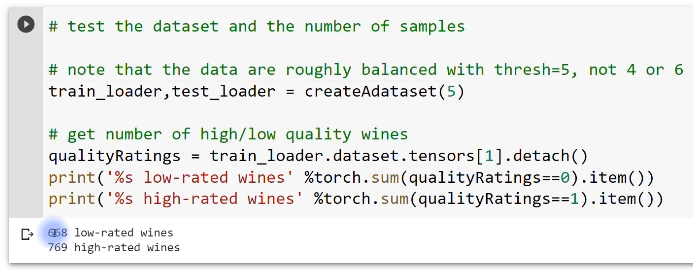 # test the dataset and the number of samples
# note that the data are roughly balanced with thresh=5, not 4 or 6
train_loader,test_loader = createAdataset(5)
# get number of high/low quality wines
qualityRatings = train_loader.dataset.tensors[1].detach()
print('%s low-rated wines' %torch.sum(qualityRatings==0).item())
print('%s high-rated wines' %torch.sum(qualityRatings==1).item())
668 low-rated wines
769 high-rated wines